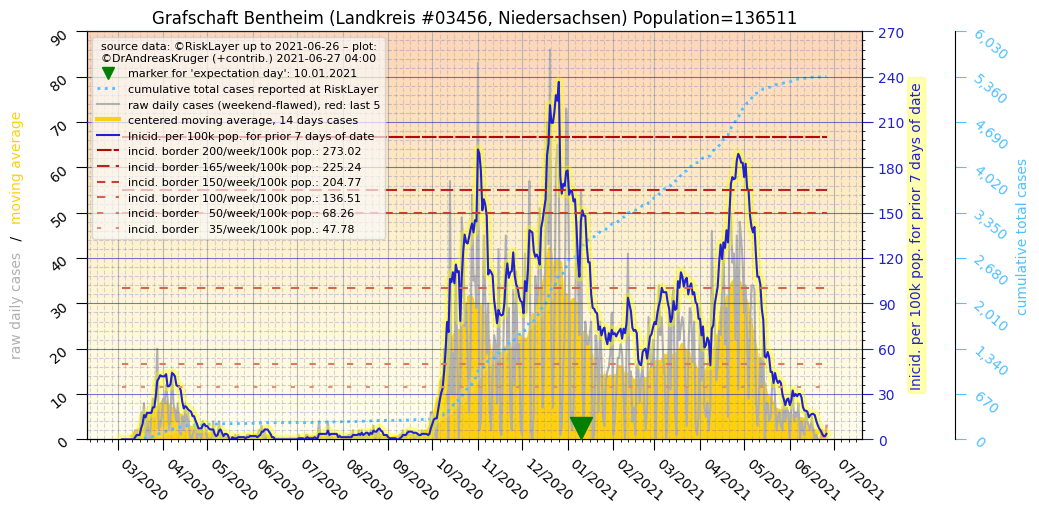 Grafschaft Bentheim (Landkreis #03456, Niedersachsen) Population=136511
source data: ©RiskLayer up to 2021-06-26 – plot:
©DrAndreasKruger (+contrib.) 2021-06-27 04:00
marker for 'expectation day': 10.01.2021
cumulative total cases reported at RiskLayer
raw daily cases (weekend-flawed), red: last 5
centered moving average, 14 days cases
Inicid. per 100k pop. for prior 7 days of date
incid. border 200/week/100k pop.: 273.02
incid. border 165/week/100k pop.: 225.24
incid. border 150/week/100k pop.: 204.77
incid. border 100/week/100k pop.: 136.51
incid. border   50/week/100k pop.: 68.26
incid. border   35/week/100k pop.: 47.78
raw daily cases  /  moving average
90
80
70
60
50
40
30
20
10
0
270
240
210
180
150
120
90
60
30
0
Inicid. per 100k pop. for prior 7 days of date
6,030
5,360
4,690
4,020
3,350
2,680
2,010
1,340
670
0
cumulative total cases
03/2020
04/2020
05/2020
06/2020
07/2020
08/2020
09/2020
10/2020
11/2020
12/2020
01/2021
02/2021
03/2021
04/2021
05/2021
06/2021
07/2021